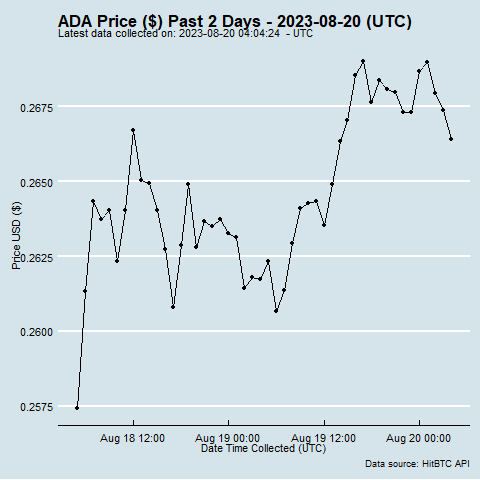 ADA Price ($) Past 2 Days - 2023-08-20 (UTC)
Latest data collected on: 2023-08-20 04:04:24 - UTC
Price USD ($)
0.2675
0.2650
0.2625
0.2600
0.2575
Aug 18 12:00 Aug 19 00:00 Aug 19 12:00 Aug 20 00:00
Date Time Collected (UTC)
Data source: HitBTC API